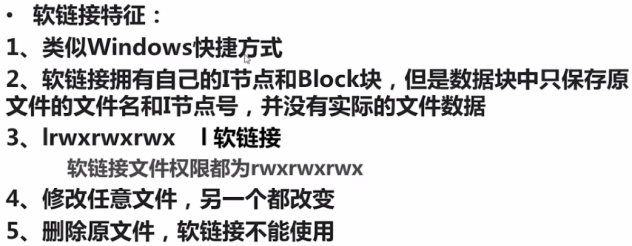 • 软链接特征：
1、类似Windows快捷方式
2、软链接拥有自己的I节点和Block块，但是数据块中只保存原
文件的文件名和I节点号，并没有实际的文件数据
3、lrwxrwxrwx l 软链接
软链接文件权限都为rwxrwxrwx
4、修改任意文件，另一个都改变
5、删除原文件，软链接不能使用